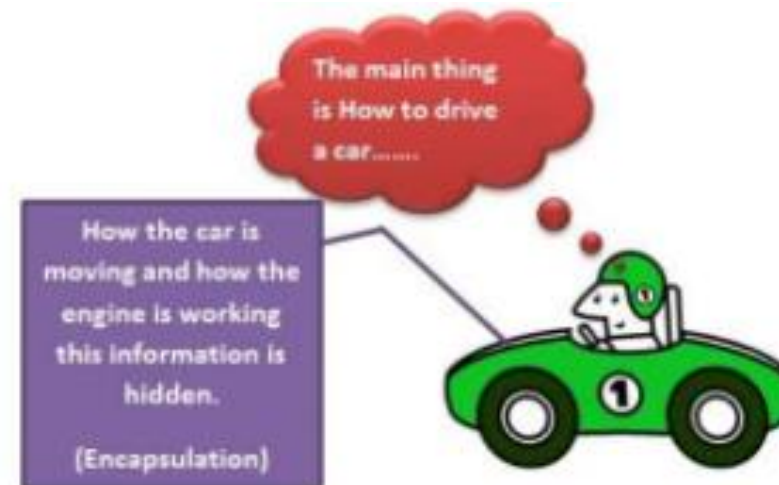 The main thing
is How to drive
a car.......
How the car is
moving and how the
engine is working
this information is
hidden.
(Encapsulation)
1
1